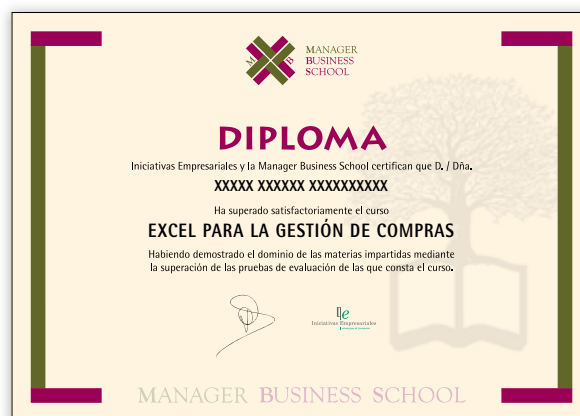 M B
MANAGER
BUSINESS
SCHOOL
DIPLOMA
Iniciativas Empresariales y la Manager Business School certifican que D. / Dña.
XXXXX XXXXXX XXXXXXXXXX
Ha superado satisfactoriamente el curso
EXCEL PARA LA GESTIÓN DE COMPRAS
Habiendo demostrado el dominio de las materias impartidas mediante
la superación de las pruebas de evaluación de las que consta el curso.
Ie
Iniciativas Empresariales
MANAGER BUSINESS SCHOOL